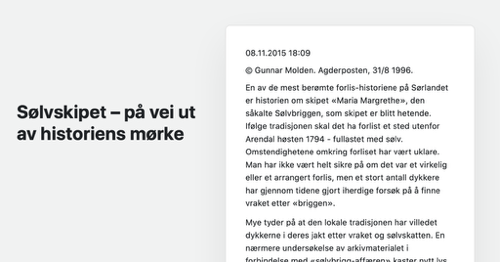 Sølvskipet – på vei ut
av historiens mørke
08.11.2015 18:09
© Gunnar Molden. Agderposten, 31/8 1996.
En av de mest berømte forlis-historiene på Sørlandet
er historien om skipet «Maria Margrethe», den
såkalte Sølvbriggen, som skipet er blitt hetende.
Ifølge tradisjonen skal det ha forlist et sted utenfor
Arendal høsten 1794 - fullastet med sølv.
Omstendighetene omkring forliset har vært uklare.
Man har ikke vært helt sikre på om det var et virkelig
eller et arrangert forlis, men et stort antall dykkere
har gjennom tidene gjort iherdige forsøk på å finne
vraket etter «briggen».
Mye tyder på at den lokale tradisjonen har villedet
dykkerne i deres jakt etter vraket og sølvskatten. En
nærmere undersøkelse av arkivmaterialet i
forbindelse med «sølvbrigg-affæren» kaster nytt lys